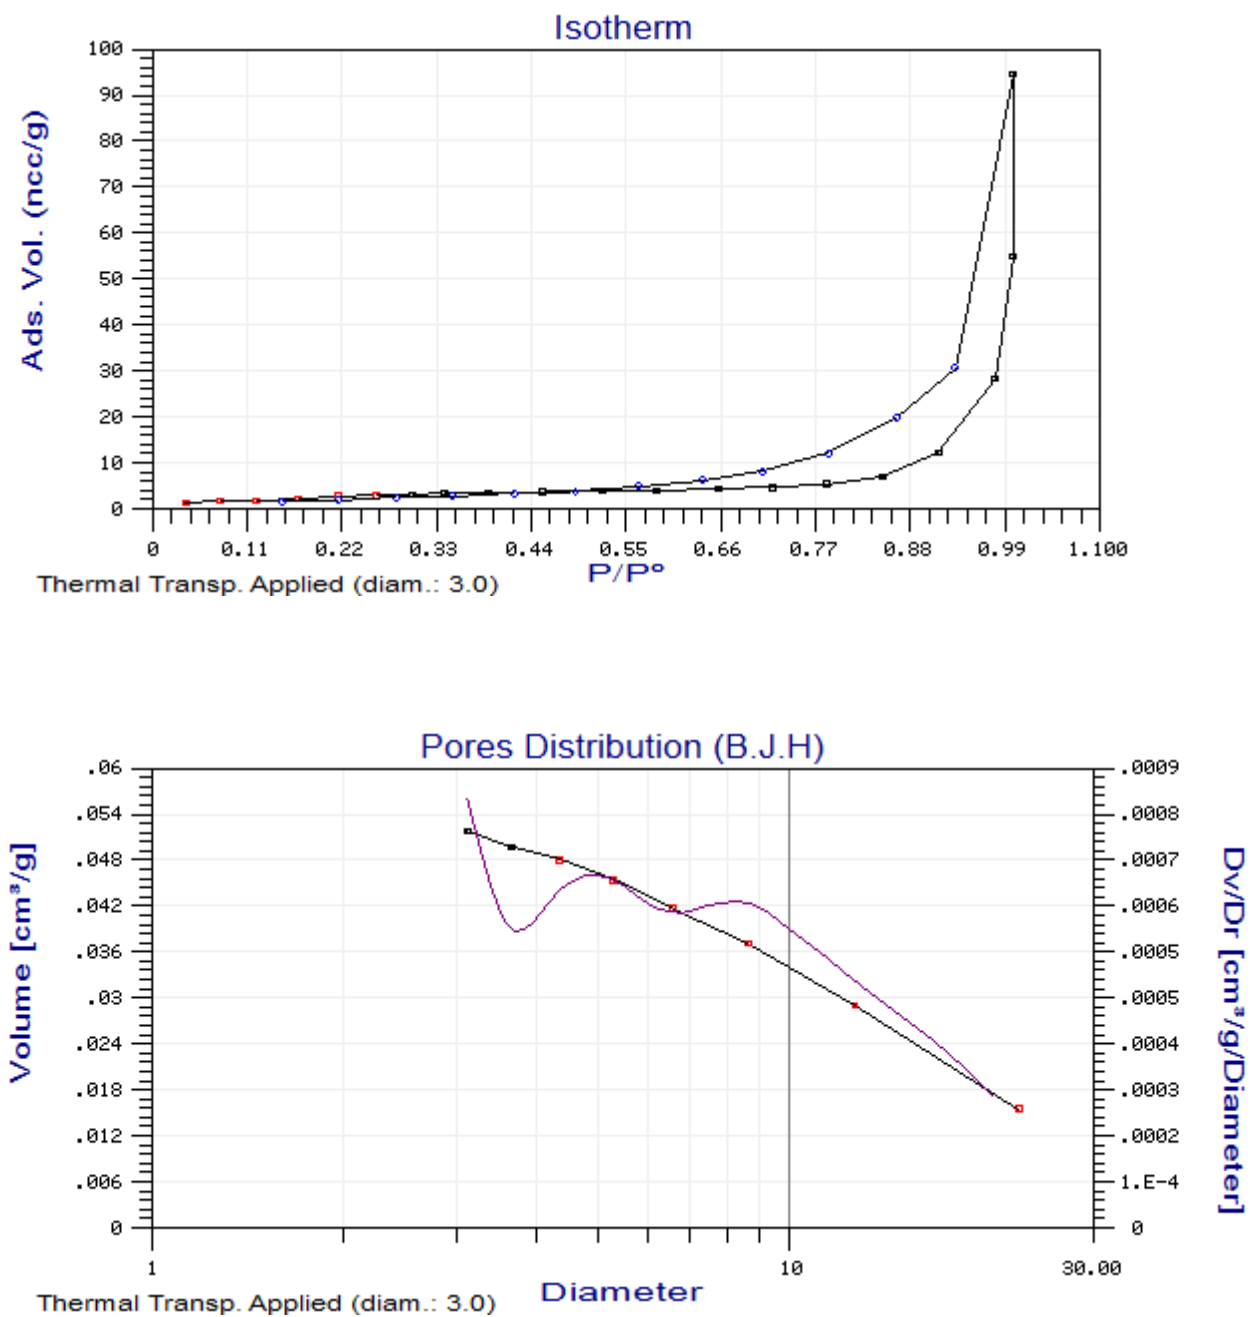 Isotherm
100
90
80
70
60
50
40
30
20
10
0
Ads. Vol. (ncc/g)
0 0.11 0.22 0.33 0.44 0.55 0.66 0.77 0.88 0.99 1.100
P/Pº
Thermal Transp. Applied (diam.: 3.0)
Pores Distribution (B.J.H)
.06
.054
.048
.042
.036
.03
.024
.018
.012
.006
0
Volume [cm³/g]
.0009
.0008
.0007
.0006
.0005
.0005
.0004
.0003
.0002
1.E-4
0
Dv/Dr [cm³/g/Diameter]
1 10 30.00
Diameter
Thermal Transp. Applied (diam.: 3.0)